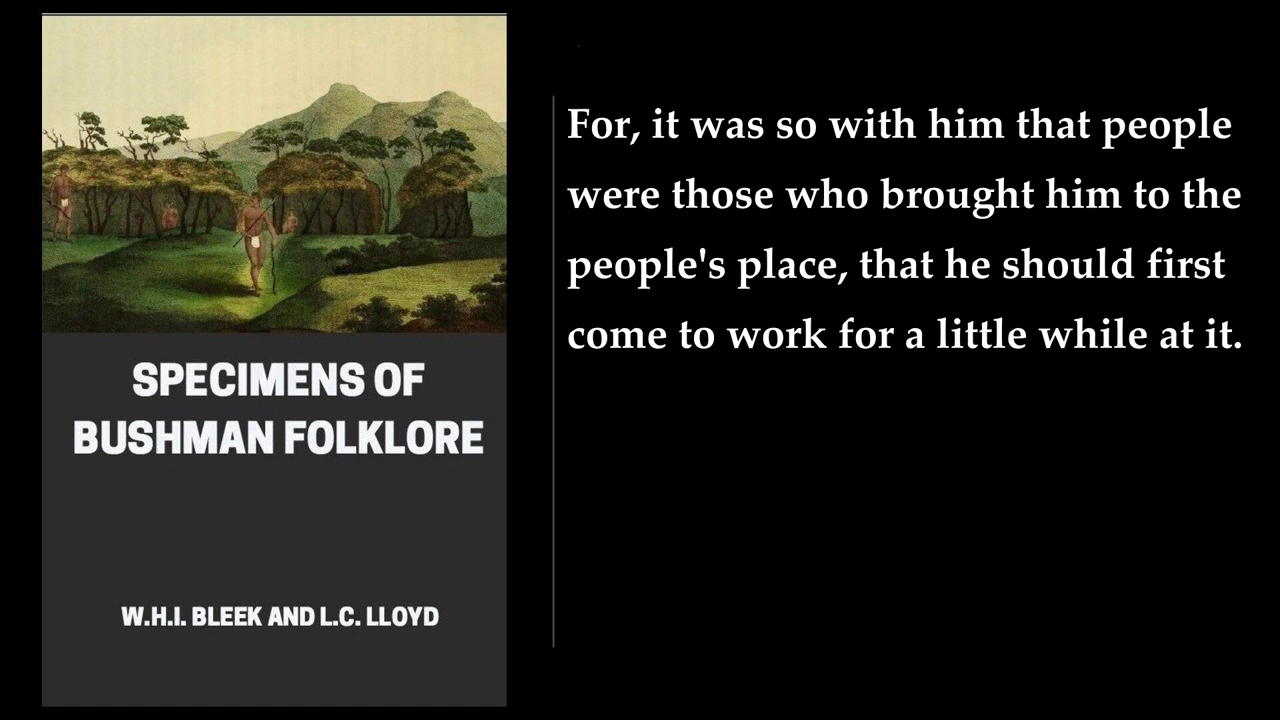 SPECIMENS OF
BUSHMAN FOLKLORE
W.H.I. BLEEK AND L.C. LLOYD
For, it was so with him that people
were those who brought him to the
people's place, that he should first
come to work for a little while at it.